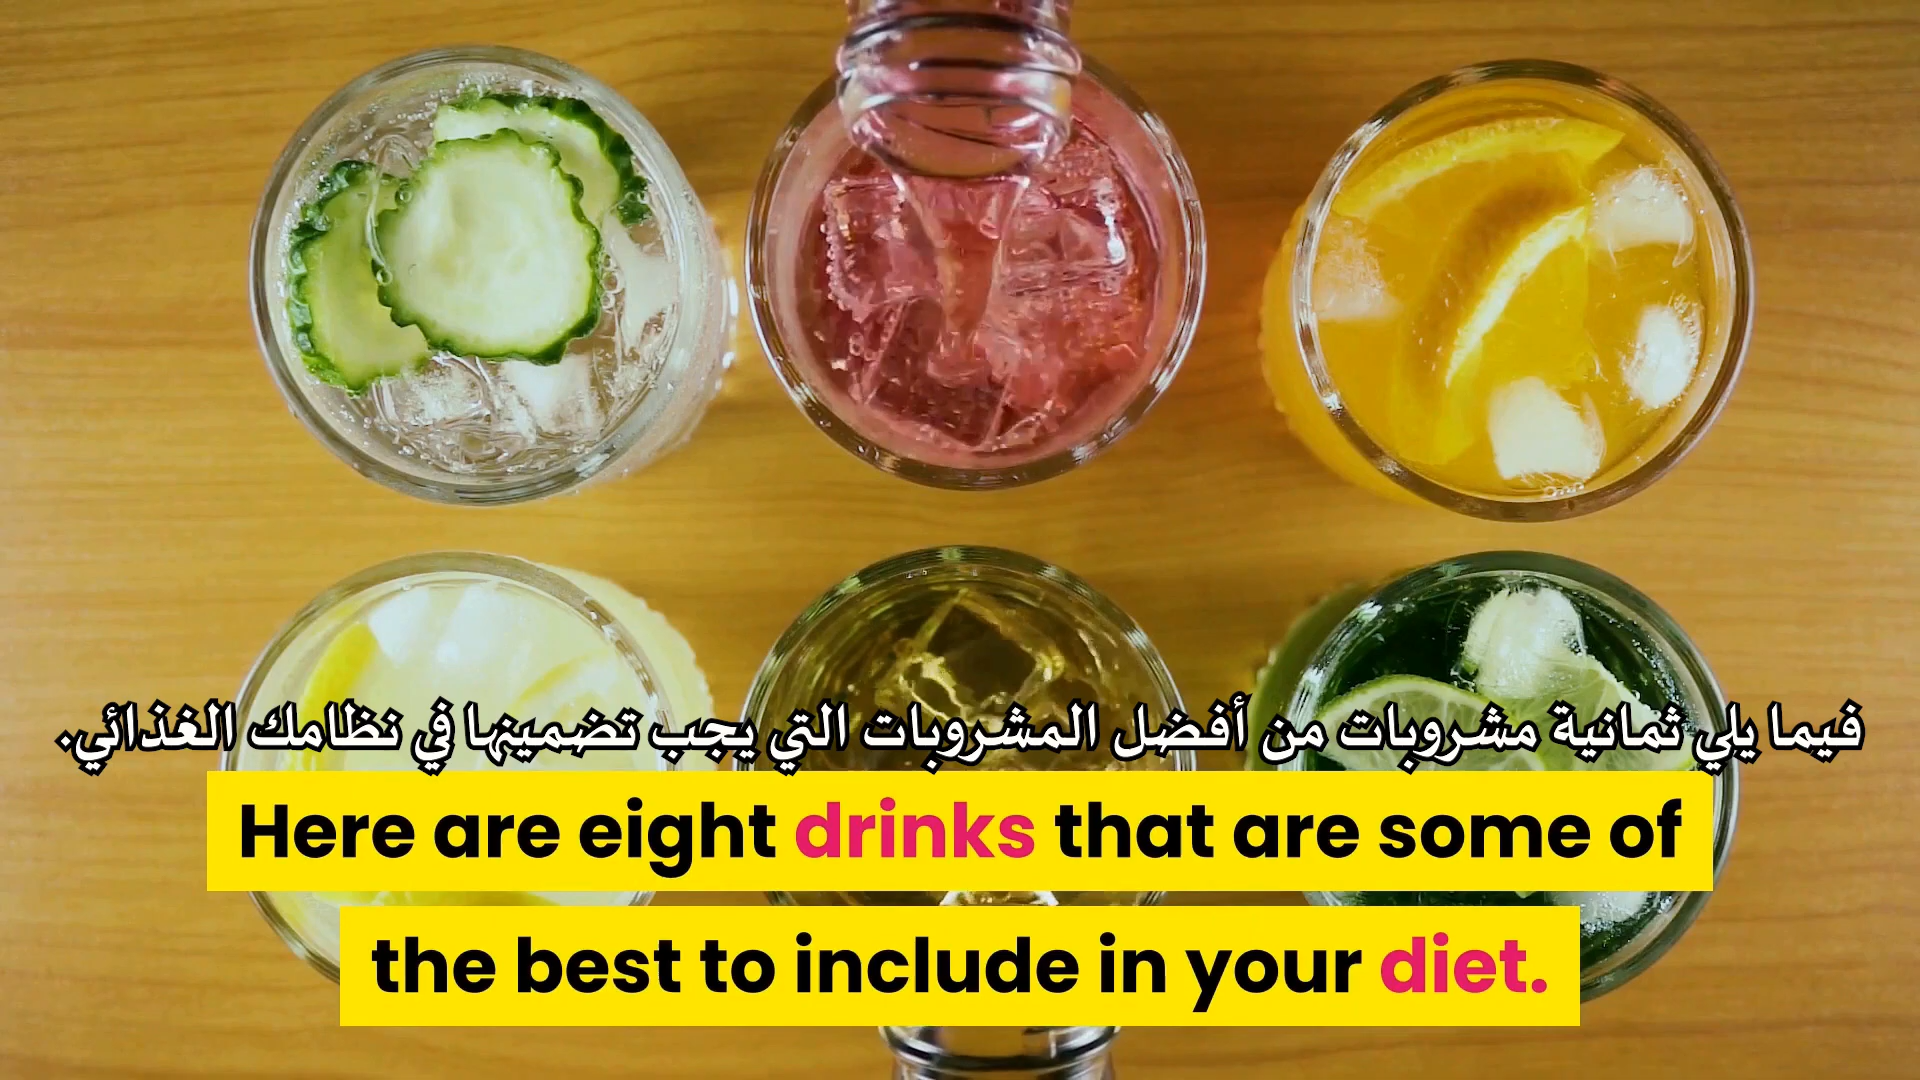 فيما يلي ثمانية مشروبات من أفضل المشروبات التي يجب تضمينها في نظامك الغذائي.
Here are eight drinks that are some of
the best to include in your diet.